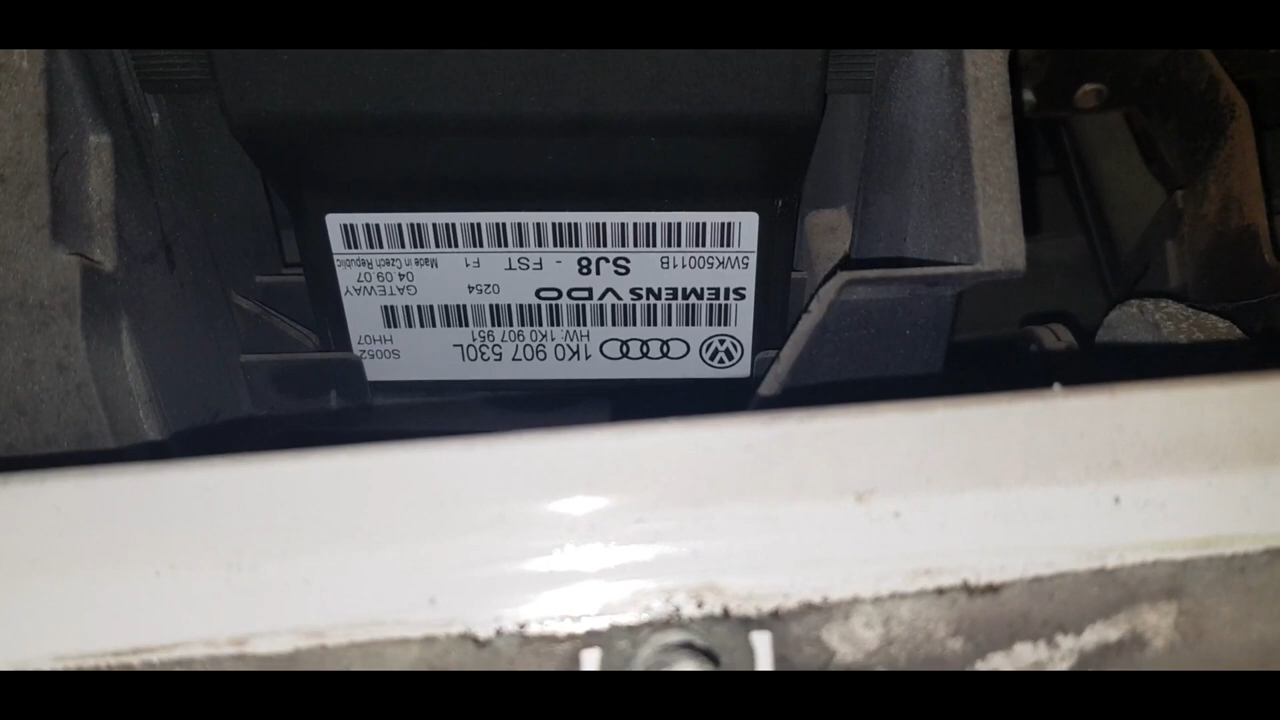 1K0 907 530L S0052
HW: 1K0 907 951 HH07
SIEMENS VDO 0254 GATEWAY
04.09.07
5WK50011B SJ8 - FST F1 Made in Czech Republic